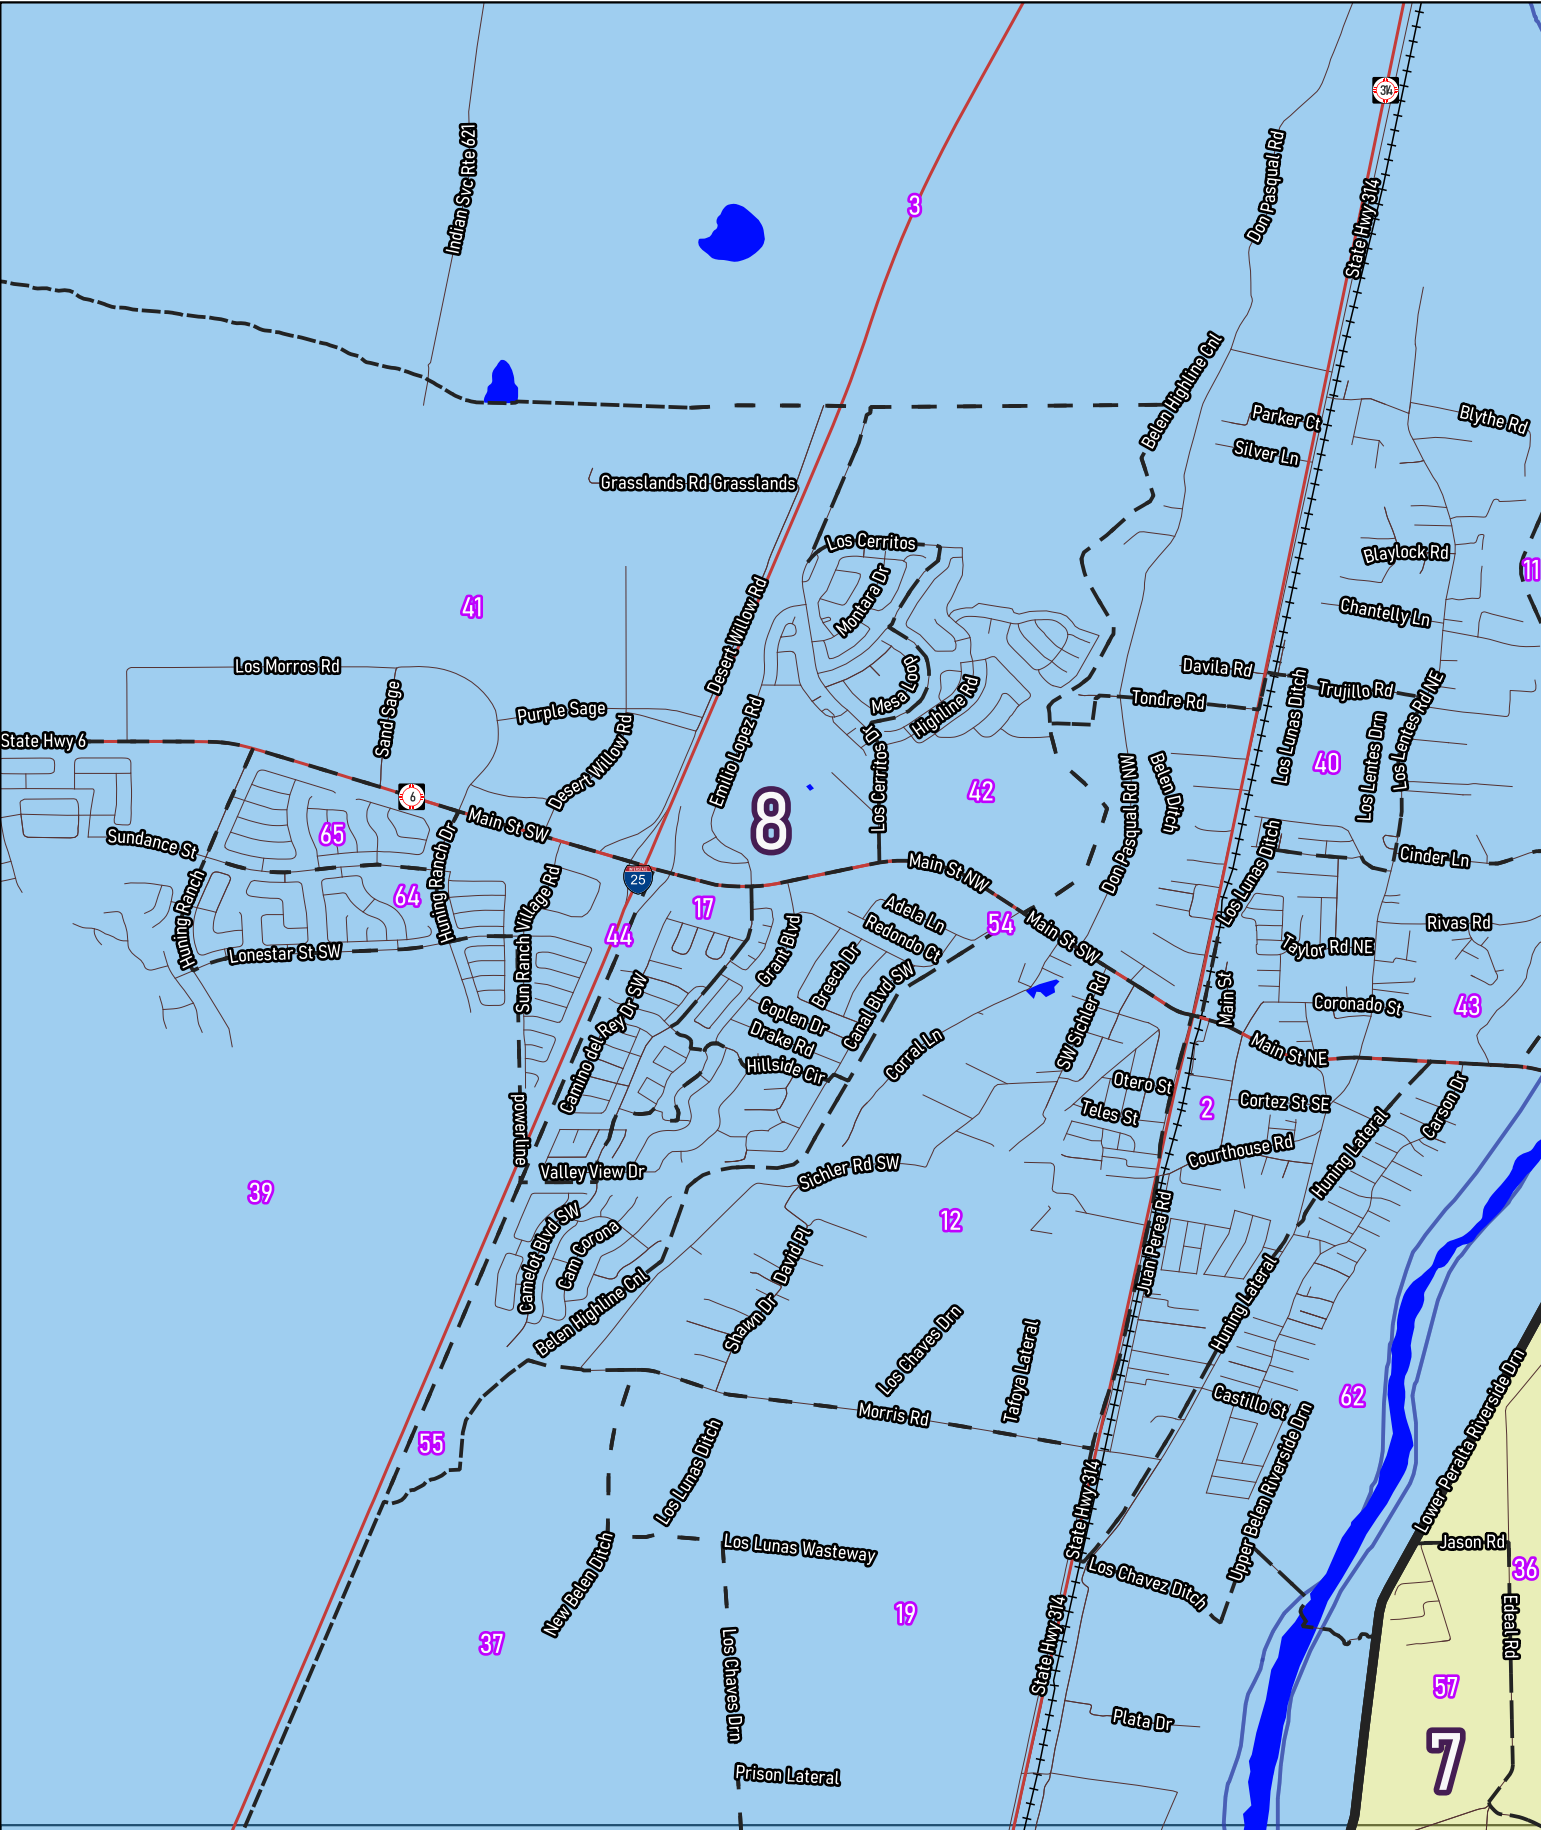 314
Indian Svc Rte 621
Don Pasqual Rd
3
State Hwy 314
Belen Highline Cnl
Parker Ct
Blythe Rd
Silver Ln
Grasslands Rd Grasslands
Los Cerritos
Blaylock Rd
11
Montara Dr
41
Chantelly Ln
Desert Willow Rd
Los Morros Rd
Davila Rd
Mesa Loop
Trujillo Rd
Los Lentes Rd NE
Highline Rd
Tondre Rd
Los Lunas Ditch
Sand Sage
Purple Sage
State Hwy 6
Emilio Lopez Rd
Los Cerritos Dr
Los Lentes Drn
Desert Willow Rd
40
42
Don Pasqual Rd NW
Belen Ditch
6
8
Main St SW
65
Sundance St
Huning Ranch Dr
Los Lunas Ditch
Cinder Ln
Main St NW
25
64
17
Huning Ranch
Sun Ranch Village Rd
Adela Ln
54
Redondo Ct
Main St SW
Rivas Rd
44
Grant Blvd
Taylor Rd NE
Lonestar St SW
Breech Dr
Canal Blvd SW
Main St
Coronado St
43
Camino del Rey Dr SW
Coplen Dr
SW Sichler Rd
Drake Rd
Corral Ln
Main St NE
Hillside Cir
Otero St
Cortez St SE
Carson Dr
2
Teles St
powerline
Huning Lateral
Courthouse Rd
Valley View Dr
Sichler Rd SW
39
12
Camelot Blvd SW
Cam Corona
David Pl
Juan Perea Rd
Belen Highline Cnl
Huning Lateral
Shawn Dr
Los Chaves Drn
Tafoya Lateral
Lower Peralta Riverside Drn
Castillo St
62
Morris Rd
55
Los Lunas Ditch
Upper Belen Riverside Drn
State Hwy 314
Los Lunas Wasteway
Jason Rd
New Belen Ditch
Los Chavez Ditch
36
19
37
Los Chaves Drn
State Hwy 314
Edeal Rd
57
Plata Dr
7
Prison Lateral